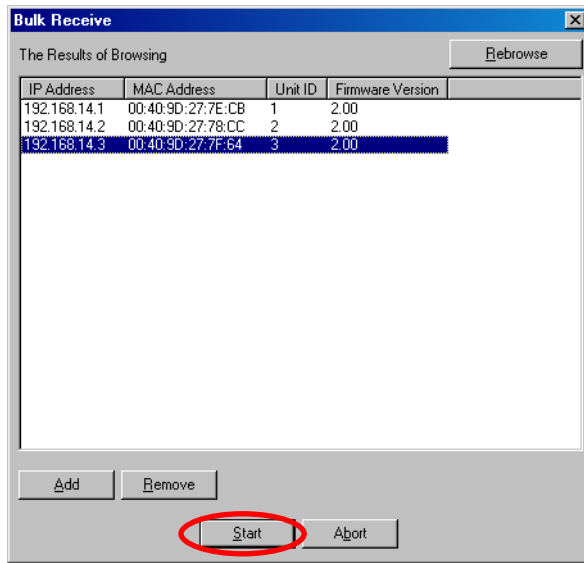 Bulk Receive
The Results of Browsing
Rebrowse
IP Address MAC Address Unit ID Firmware Version
192.168.14.1 00:40:9D:27:7E:CB 1 2.00
192.168.14.2 00:40:9D:27:78:CC 2 2.00
192.168.14.3 00:40:9D:27:7F:64 3 2.00
Add Remove
Start Abort